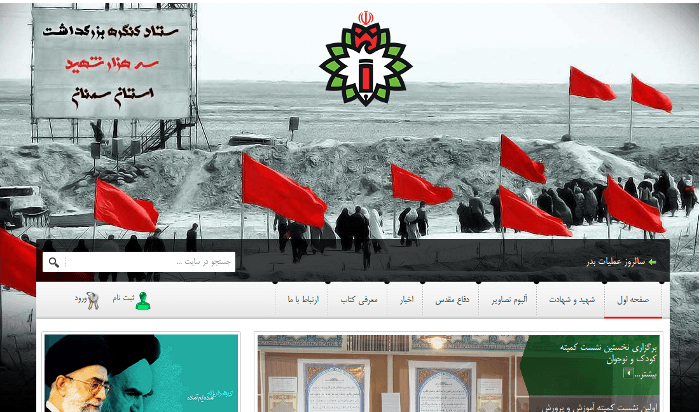 ستاد کنگره بزرگداشت
سه هزار شهید
استان سمنان
سالروز عملیات بدر
جستجو در سایت ...
صفحه اول
شهید و شهادت
آلبوم تصاویر
دفاع مقدس
اخبار
معرفی کتاب
ارتباط با ما
ثبت نام
ورود
برگزاری نخستین نشست کمیته
کودک و نوجوان
بیشتر...
اولین نشست کمیته آموزش و پرورش